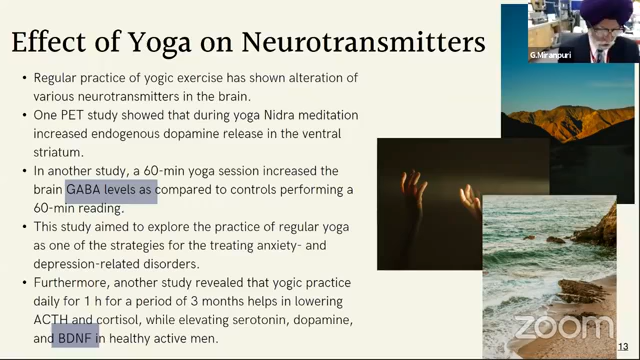 G.Miranpuri
Effect of Yoga on Neurotransmitters
• Regular practice of yogic exercise has shown alteration of
various neurotransmitters in the brain.
• One PET study showed that during yoga Nidra meditation
increased endogenous dopamine release in the ventral
striatum.
• In another study, a 60-min yoga session increased the
brain GABA levels as compared to controls performing a
60-min reading.
• This study aimed to explore the practice of regular yoga
as one of the strategies for the treating anxiety- and
depression-related disorders.
• Furthermore, another study revealed that yogic practice
daily for 1 h for a period of 3 months helps in lowering
ACTH and cortisol, while elevating serotonin, dopamine,
and BDNF in healthy active men.
zoom
13